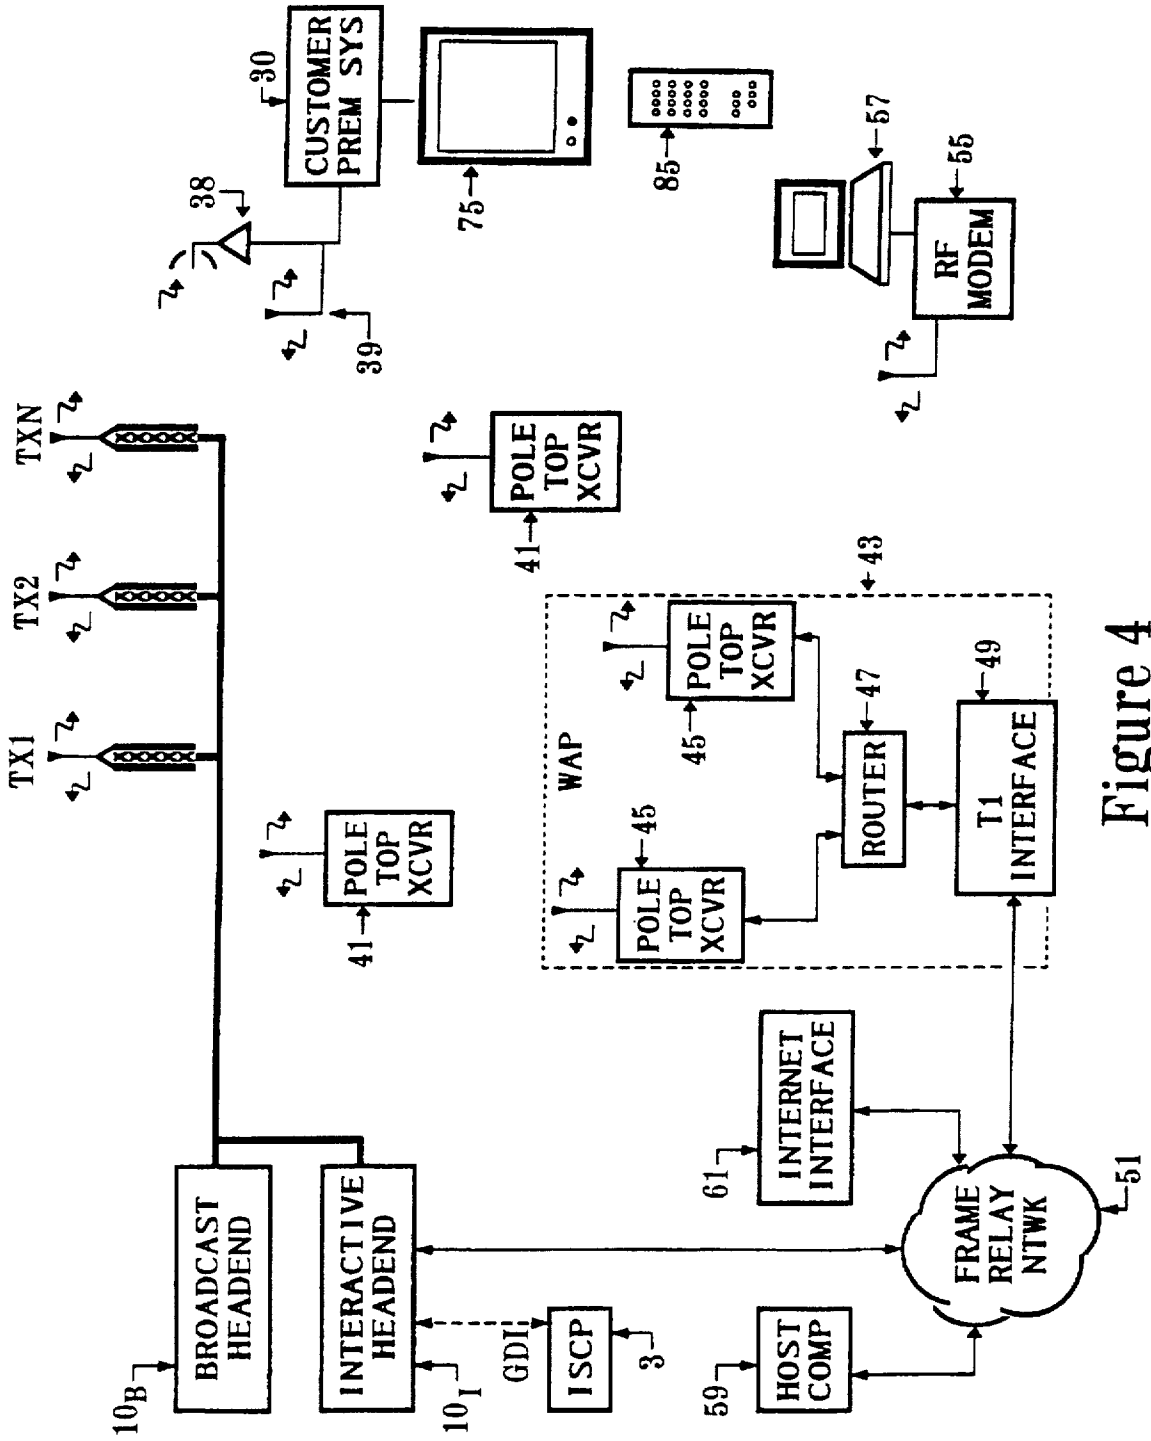 TX1
TX2
TXN
10B
BROADCAST
HEADEND
INTERACTIVE
HEADEND
10I
GDI
ISCP
3
59
HOST
COMP
61
INTERNET
INTERFACE
FRAME
RELAY
NTWK
51
41
POLE
TOP
XCVR
41
POLE
TOP
XCVR
WAP
43
POLE
TOP
XCVR
45
45
POLE
TOP
XCVR
ROUTER
47
T1
INTERFACE
49
38
39
30
CUSTOMER
PREM SYS
75
85
57
RF
MODEM
55
Figure 4